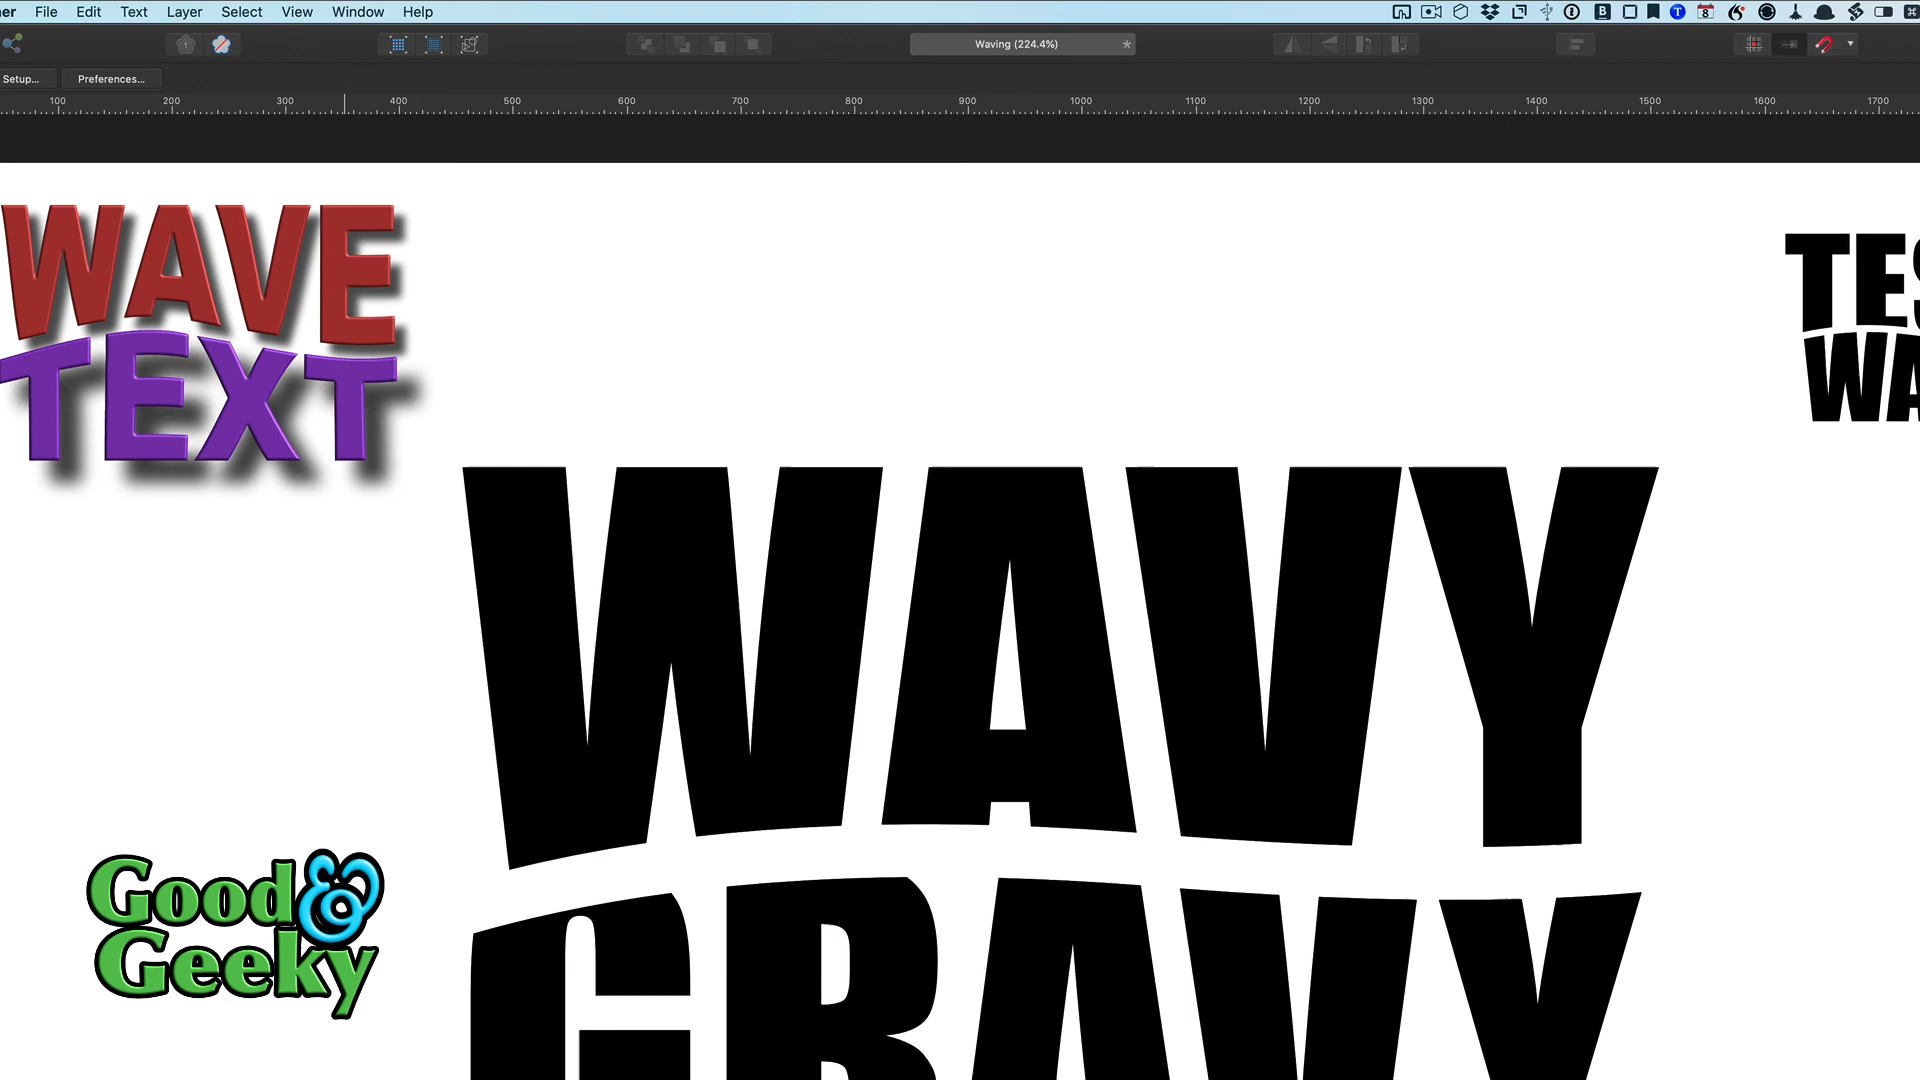 File Edit Text Layer Select View Window Help
Waving (224.4%) *
Setup... Preferences...
100 200 300 400 500 600 700 800 900 1000 1100 1200 1300 1400 1500 1600 1700
WAVE
TEXT
WAVY
GRAVY
Good &
Geeky